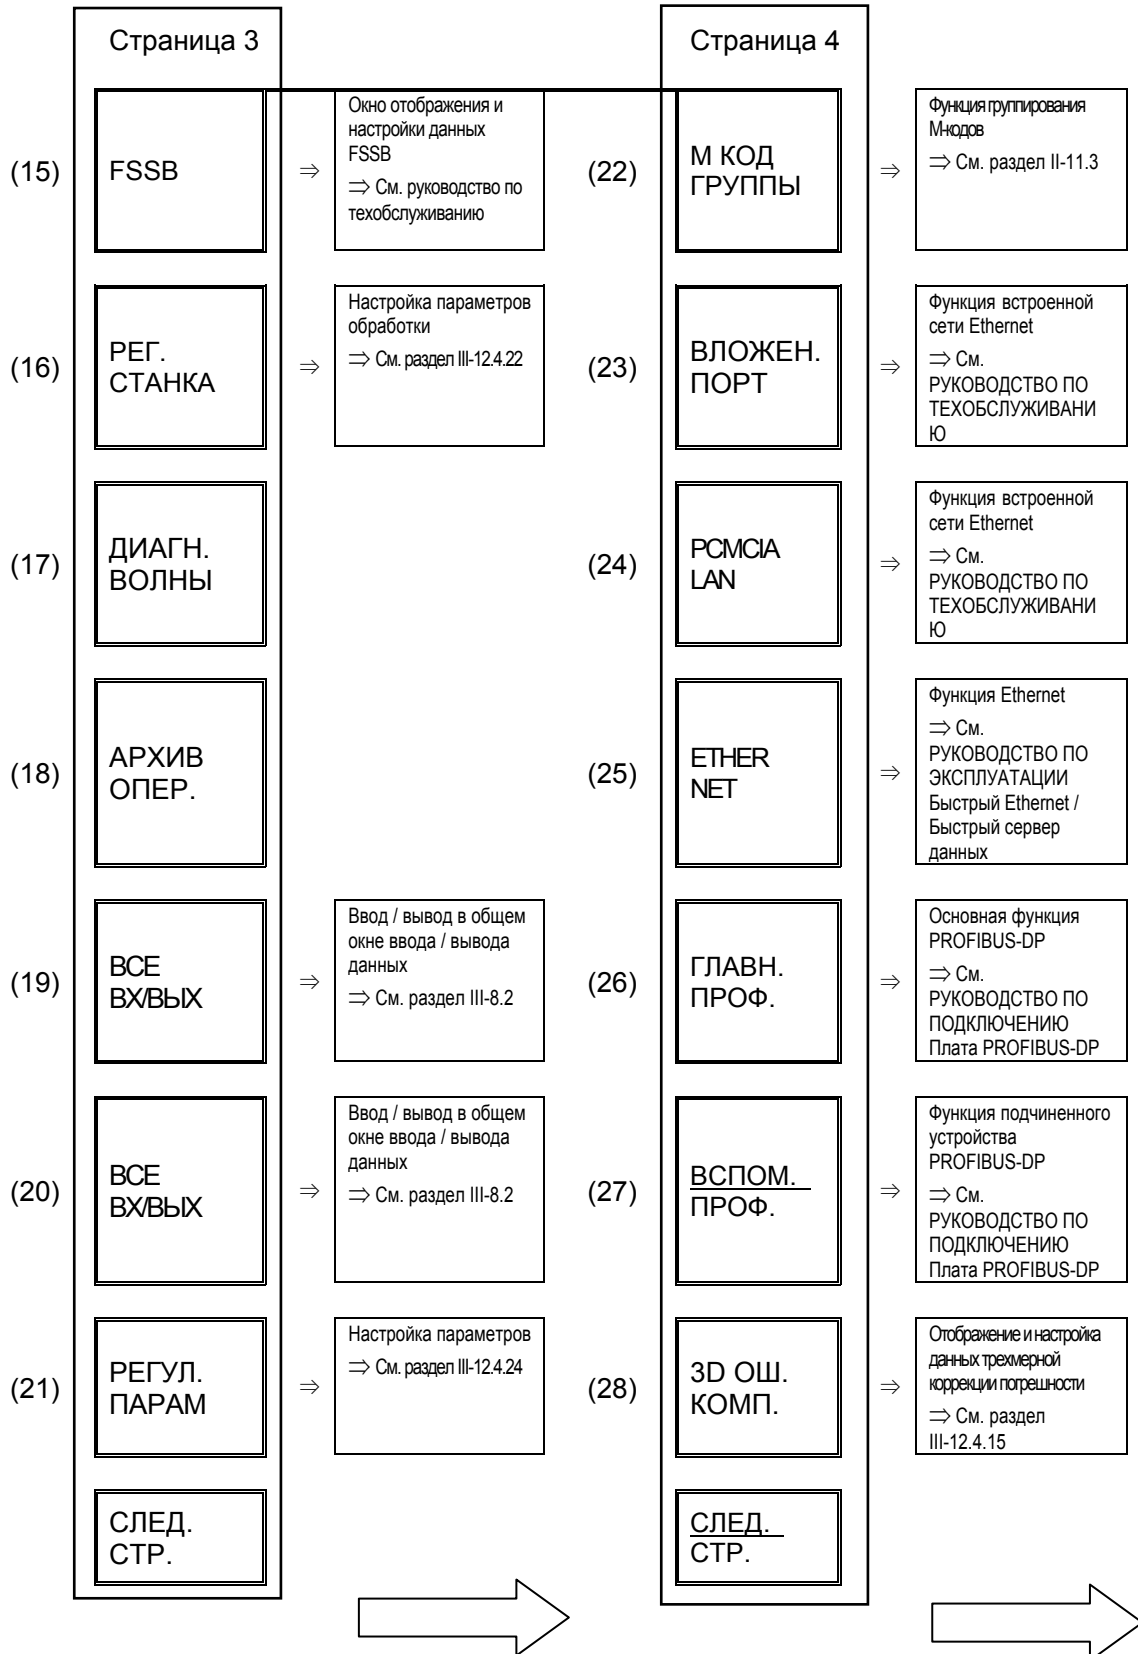 Страница 3
(15)
FSSB
⇒
Окно отображения и
настройки данных
FSSB
⇒ См. руководство по
техобслуживанию
(16)
РЕГ.
СТАНКА
⇒
Настройка параметров
обработки
⇒ См. раздел III-12.4.22
(17)
ДИАГН.
ВОЛНЫ
(18)
АРХИВ
ОПЕР.
(19)
ВСЕ
ВХ/ВЫХ
⇒
Ввод / вывод в общем
окне ввода / вывода
данных
⇒ См. раздел III-8.2
(20)
ВСЕ
ВХ/ВЫХ
⇒
Ввод / вывод в общем
окне ввода / вывода
данных
⇒ См. раздел III-8.2
(21)
РЕГУЛ.
ПАРАМ
⇒
Настройка параметров
⇒ См. раздел III-12.4.24
СЛЕД.
СТР.
Страница 4
(22)
М КОД
ГРУППЫ
⇒
Функция группирования
М-кодов
⇒ См. раздел II-11.3
(23)
ВЛОЖЕН.
ПОРТ
⇒
Функция встроенной
сети Ethernet
⇒ См.
РУКОВОДСТВО ПО
ТЕХОБСЛУЖИВАНИ
Ю
(24)
PCMCIA
LAN
⇒
Функция встроенной
сети Ethernet
⇒ См.
РУКОВОДСТВО ПО
ТЕХОБСЛУЖИВАНИ
Ю
(25)
ETHER
NET
⇒
Функция Ethernet
⇒ См.
РУКОВОДСТВО ПО
ЭКСПЛУАТАЦИИ
Быстрый Ethernet /
Быстрый сервер
данных
(26)
ГЛАВН.
ПРОФ.
⇒
Основная функция
PROFIBUS-DP
⇒ См.
РУКОВОДСТВО ПО
ПОДКЛЮЧЕНИЮ
Плата PROFIBUS-DP
(27)
ВСПОМ.
ПРОФ.
⇒
Функция подчиненного
устройства
PROFIBUS-DP
⇒ См.
РУКОВОДСТВО ПО
ПОДКЛЮЧЕНИЮ
Плата PROFIBUS-DP
(28)
3D ОШ.
КОМП.
⇒
Отображение и настройка
данных трехмерной
коррекции погрешности
⇒ См. раздел
III-12.4.15
СЛЕД.
СТР.